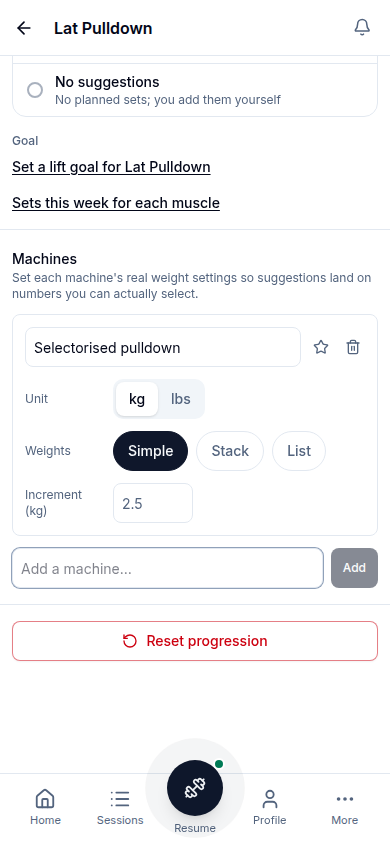 Lat Pulldown
No suggestions
No planned sets; you add them yourself
Goal
Set a lift goal for Lat Pulldown
Sets this week for each muscle
Machines
Set each machine's real weight settings so suggestions land on
numbers you can actually select.
Selectorised pulldown
Unit
kg
lbs
Weights
Simple
Stack
List
Increment
(kg)
2.5
Add a machine...
Add
Reset progression
Home
Sessions
Resume
Profile
More